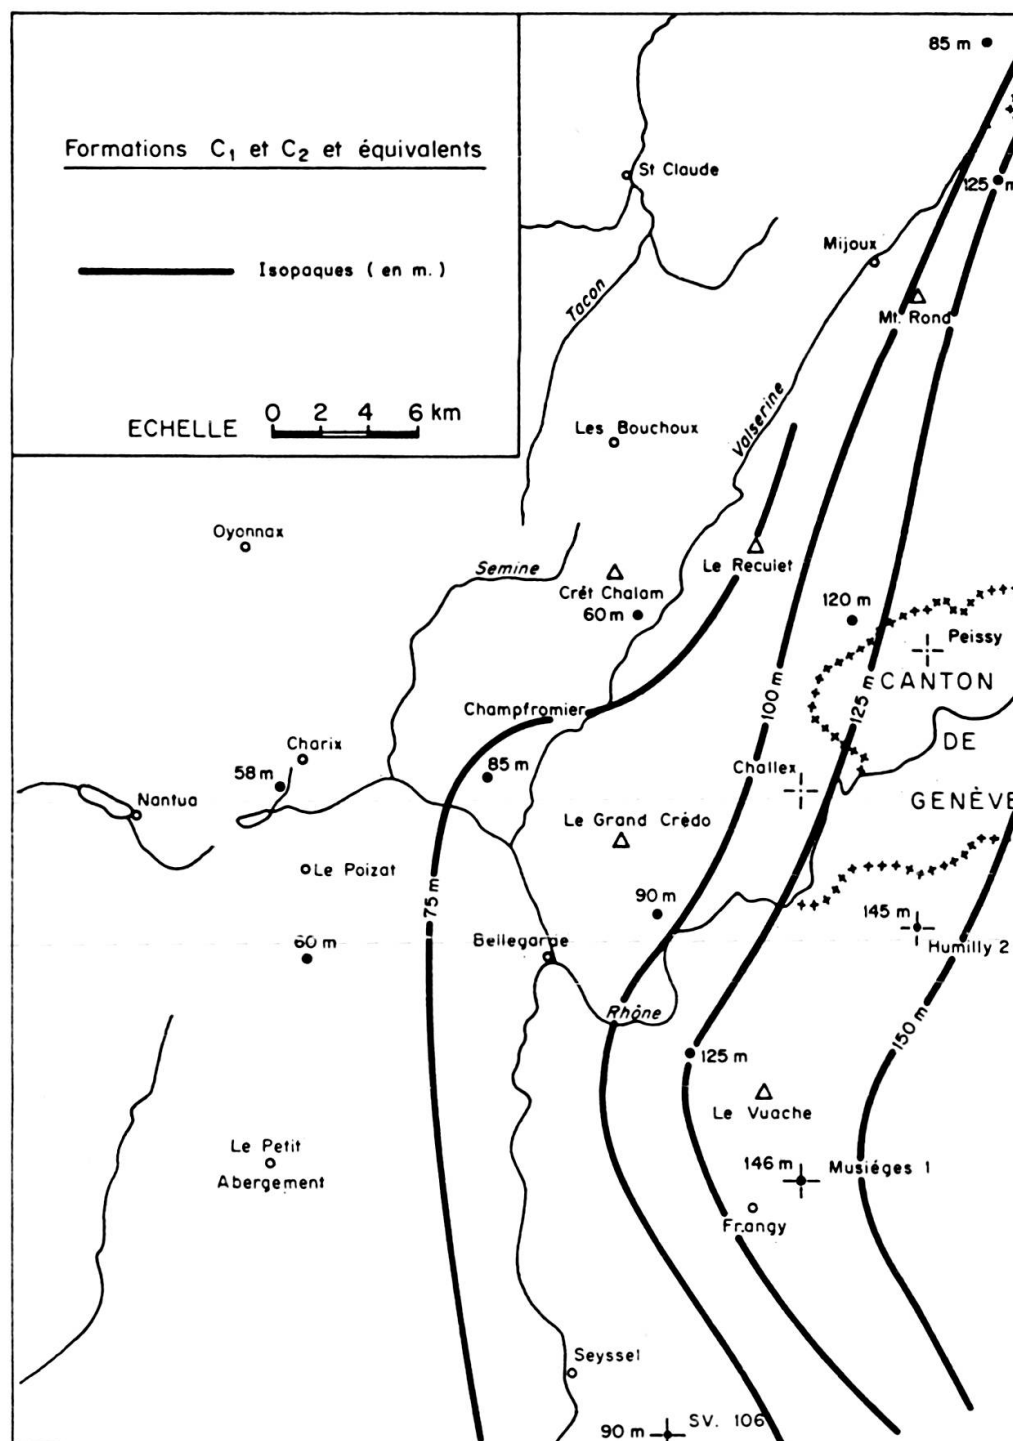 85 m
Formations C₁ et C₂ et équivalents
St Claude
125 m
Mijoux
Isopaques ( en m. )
Tacon
Mt. Rond
Valserine
ECHELLE 0 2 4 6 km
Les Bouchoux
Oyonnax
Semine
Le Reculet
Crêt Chalam
60 m
120 m
Peissy
CANTON
100 m
125 m
Champfromier
DE
Charix
58 m
85 m
Challex
Nantua
GENÈVE
Le Grand Crédo
Le Poizat
75 m
90 m
145 m
60 m
Bellegarde
Humilly 2
Rhône
150 m
125 m
Le Vuache
Le Petit
Abergement
146 m
Musiéges 1
Frangy
Seyssel
90 m
SV. 106